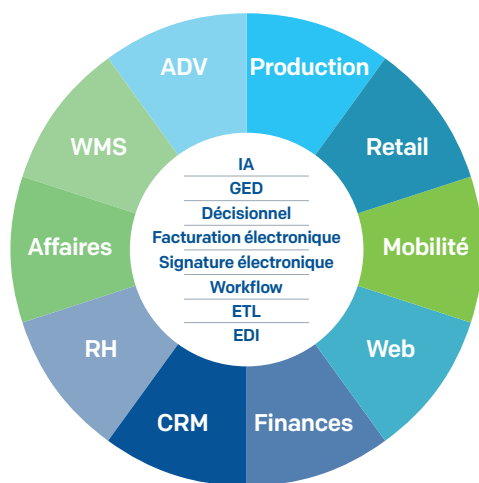 ADV
Production
WMS
Retail
IA
GED
Décisionnel
Facturation électronique
Signature électronique
Workflow
ETL
EDI
Affaires
Mobilité
RH
Web
CRM
Finances